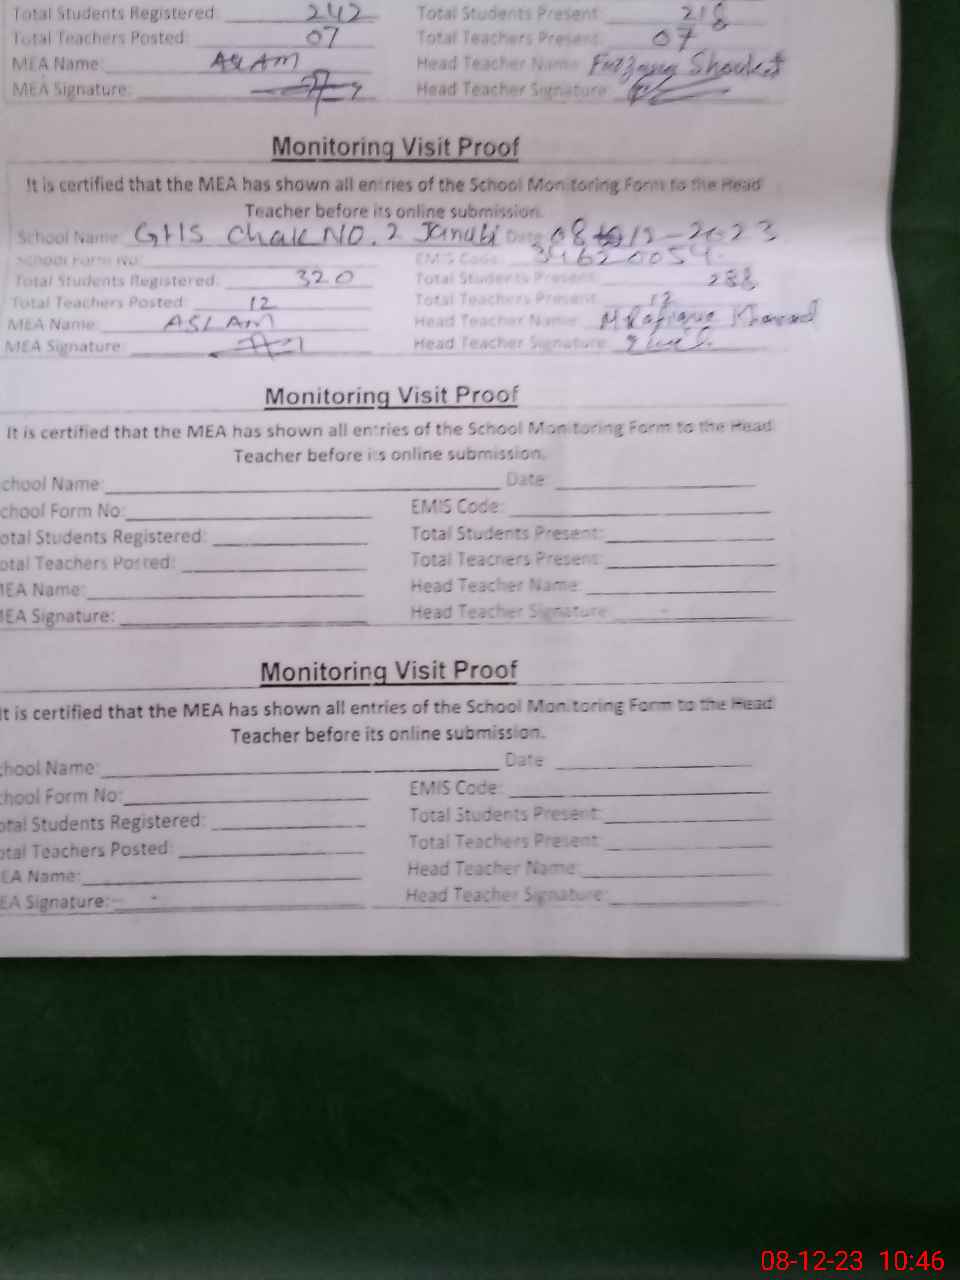 Total Students Registered: 242 Total Students Present: 218
Total Teachers Posted: 07 Total Teachers Present: 07
MEA Name: ASLAM Head Teacher Name: Shouket
MEA Signature: Head Teacher Signature:
Monitoring Visit Proof
It is certified that the MEA has shown all entries of the School Monitoring Form to the Head
Teacher before its online submission.
School Name: GHS Chak NO. 2 Janubi Date: 08-12-2023
School Form No: EMIS Code: 34620054
Total Students Registered: 320 Total Students Present: 288
Total Teachers Posted: 12 Total Teachers Present: 12
MEA Name: ASLAM Head Teacher Name: M Rafique
MEA Signature: Head Teacher Signature:
Monitoring Visit Proof
It is certified that the MEA has shown all entries of the School Monitoring Form to the Head
Teacher before its online submission.
chool Name: Date:
chool Form No: EMIS Code:
otal Students Registered: Total Students Present:
otal Teachers Posted: Total Teachers Present:
MEA Name: Head Teacher Name:
MEA Signature: Head Teacher Signature:
Monitoring Visit Proof
It is certified that the MEA has shown all entries of the School Monitoring Form to the Head
Teacher before its online submission.
chool Name: Date:
chool Form No: EMIS Code:
otal Students Registered: Total Students Present:
otal Teachers Posted: Total Teachers Present:
EA Name: Head Teacher Name:
EA Signature: Head Teacher Signature:
08-12-23 10:46